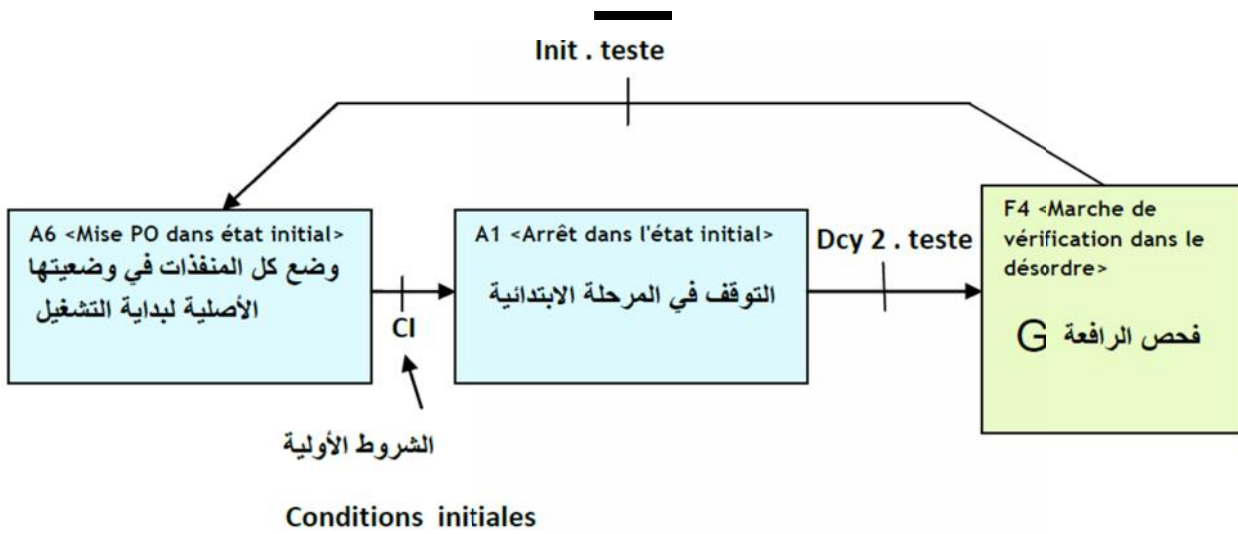 Init . teste
A6 <Mise PO dans état initial>
وضع كل المنفذات في وضعيتها
الأصلية لبداية التشغيل
CI
الشروط الأولية
Conditions initiales
A1 <Arrêt dans l'état initial>
التوقف في المرحلة الابتدائية
Dcy 2 . teste
F4 <Marche de
vérification dans le
désordre>
فحص الرافعة G